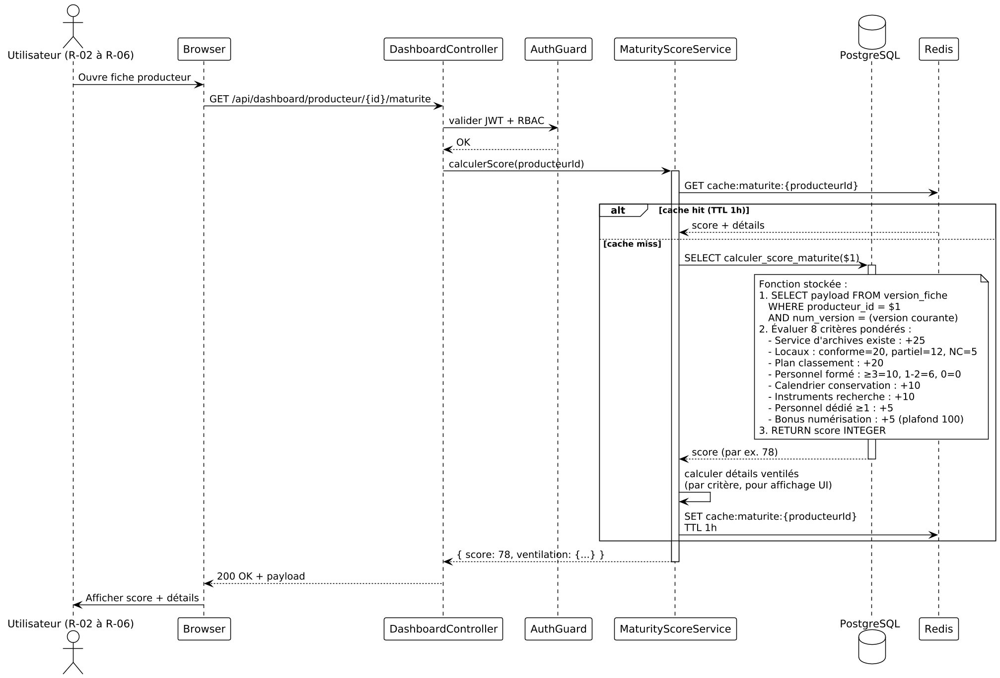 Utilisateur (R-02 à R-06)
Browser
DashboardController
AuthGuard
MaturityScoreService
PostgreSQL
Redis
Ouvre fiche producteur
GET /api/dashboard/producteur/{id}/maturite
valider JWT + RBAC
OK
calculerScore(producteurId)
GET cache:maturite:{producteurId}
alt
[cache hit (TTL 1h)]
score + détails
[cache miss]
SELECT calculer_score_maturite($1)
Fonction stockée :
1. SELECT payload FROM version_fiche
WHERE producteur_id = $1
AND num_version = (version courante)
2. Évaluer 8 critères pondérés :
- Service d'archives existe : +25
- Locaux : conforme=20, partiel=12, NC=5
- Plan classement : +20
- Personnel formé : ≥3=10, 1-2=6, 0=0
- Calendrier conservation : +10
- Instruments recherche : +10
- Personnel dédié ≥1 : +5
- Bonus numérisation : +5 (plafond 100)
3. RETURN score INTEGER
score (par ex. 78)
calculer détails ventilés
(par critère, pour affichage UI)
SET cache:maturite:{producteurId}
TTL 1h
{ score: 78, ventilation: {...} }
200 OK + payload
Afficher score + détails
Utilisateur (R-02 à R-06)
Browser
DashboardController
AuthGuard
MaturityScoreService
PostgreSQL
Redis